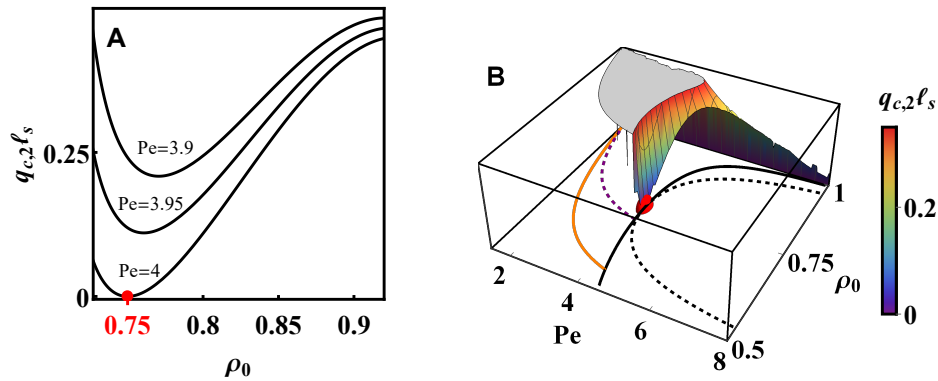 A
q_{c,2}ℓ_s
0.25
0
Pe=3.9
Pe=3.95
Pe=4
0.75
0.8
0.85
0.9
ρ_0
B
2
4
6
8
Pe
0.5
0.75
1
ρ_0
q_{c,2}ℓ_s
0.2
0